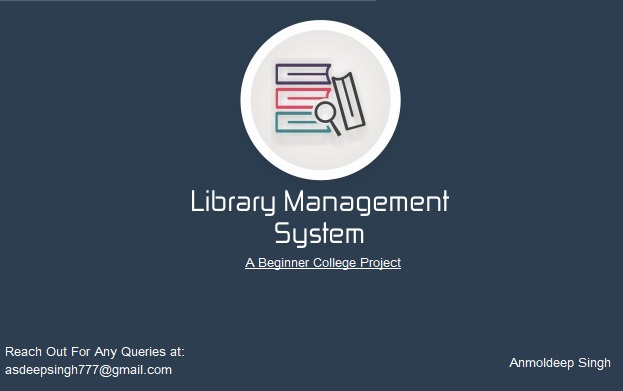 Library Management
System
A Beginner College Project
Reach Out For Any Queries at:
asdeepsingh777@gmail.com
Anmoldeep Singh